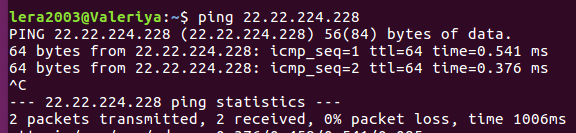 lera2003@Valeriya:~$ ping 22.22.224.228
PING 22.22.224.228 (22.22.224.228) 56(84) bytes of data.
64 bytes from 22.22.224.228: icmp_seq=1 ttl=64 time=0.541 ms
64 bytes from 22.22.224.228: icmp_seq=2 ttl=64 time=0.376 ms
^C
--- 22.22.224.228 ping statistics ---
2 packets transmitted, 2 received, 0% packet loss, time 1006ms